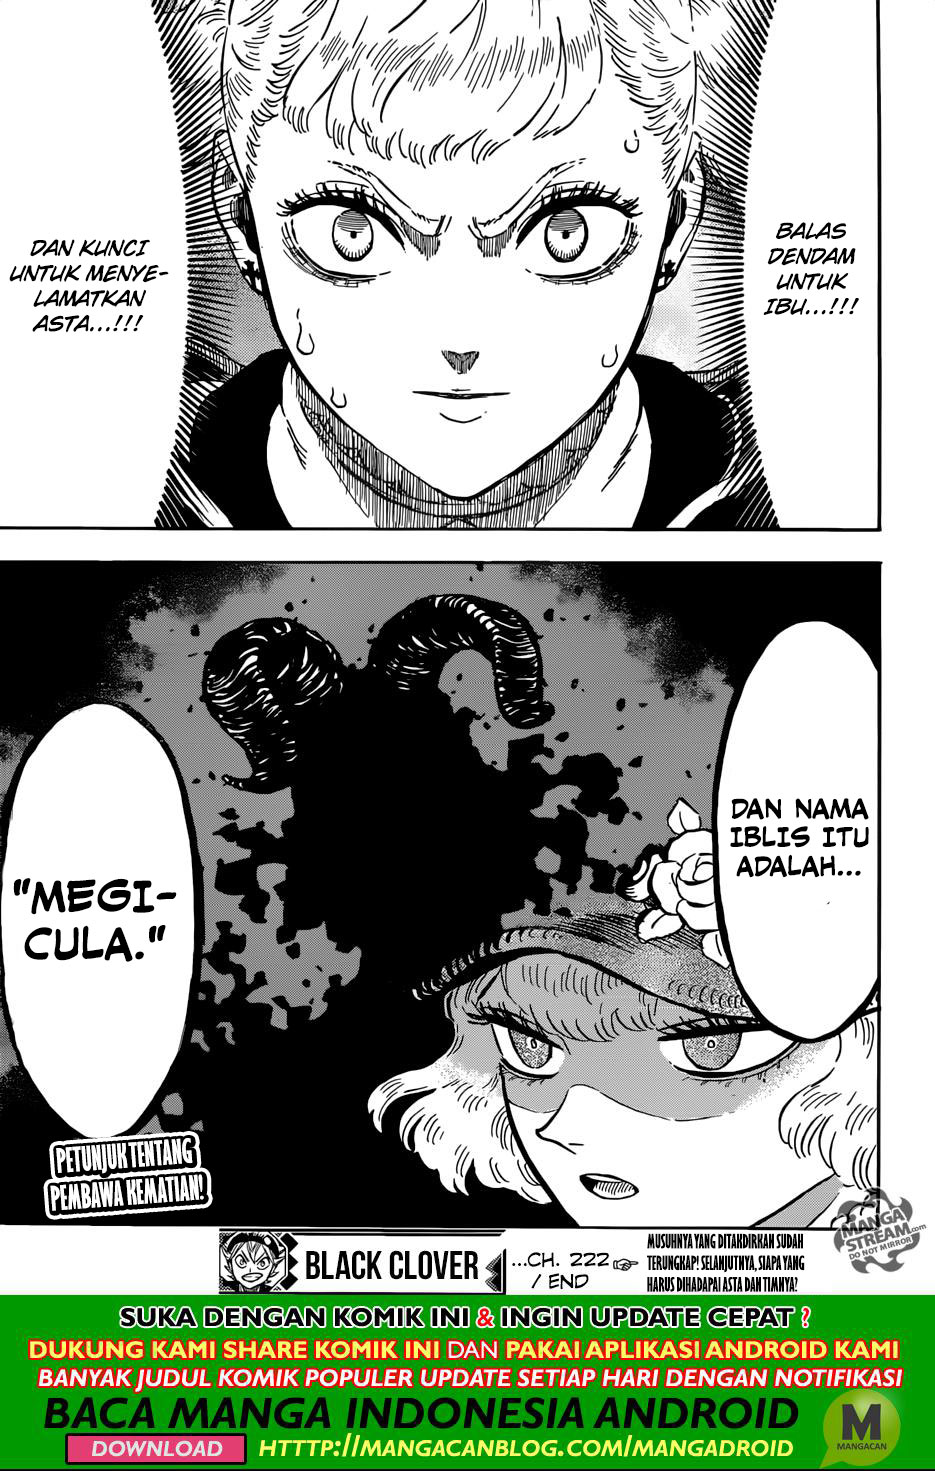 BALAS
DENDAM
UNTUK
IBU...!!!
DAN KUNCI
UNTUK MENYE-
LAMATKAN
ASTA...!!!
DAN NAMA
IBLIS ITU
ADALAH...
"MEGI-
CULA."
PETUNJUK TENTANG
PEMBAWA KEMATIAN!
MANGA
STREAM.com
DO NOT MIRROR
BLACK CLOVER
...CH. 222
/ END
MUSUHNYA YANG DITAKDIRKAN SUDAH
TERUNGKAP! SELANJUTNYA, SIAPA YANG
HARUS DIHADAPAI ASTA DAN TIMNYA?
SUKA DENGAN KOMIK INI & INGIN UPDATE CEPAT ?
DUKUNG KAMI SHARE KOMIK INI DAN PAKAI APLIKASI ANDROID KAMI
BANYAK JUDUL KOMIK POPULER UPDATE SETIAP HARI DENGAN NOTIFIKASI
BACA MANGA INDONESIA ANDROID
DOWNLOAD
HTTTP://MANGACANBLOG.COM/MANGADROID
M
MANGACAN